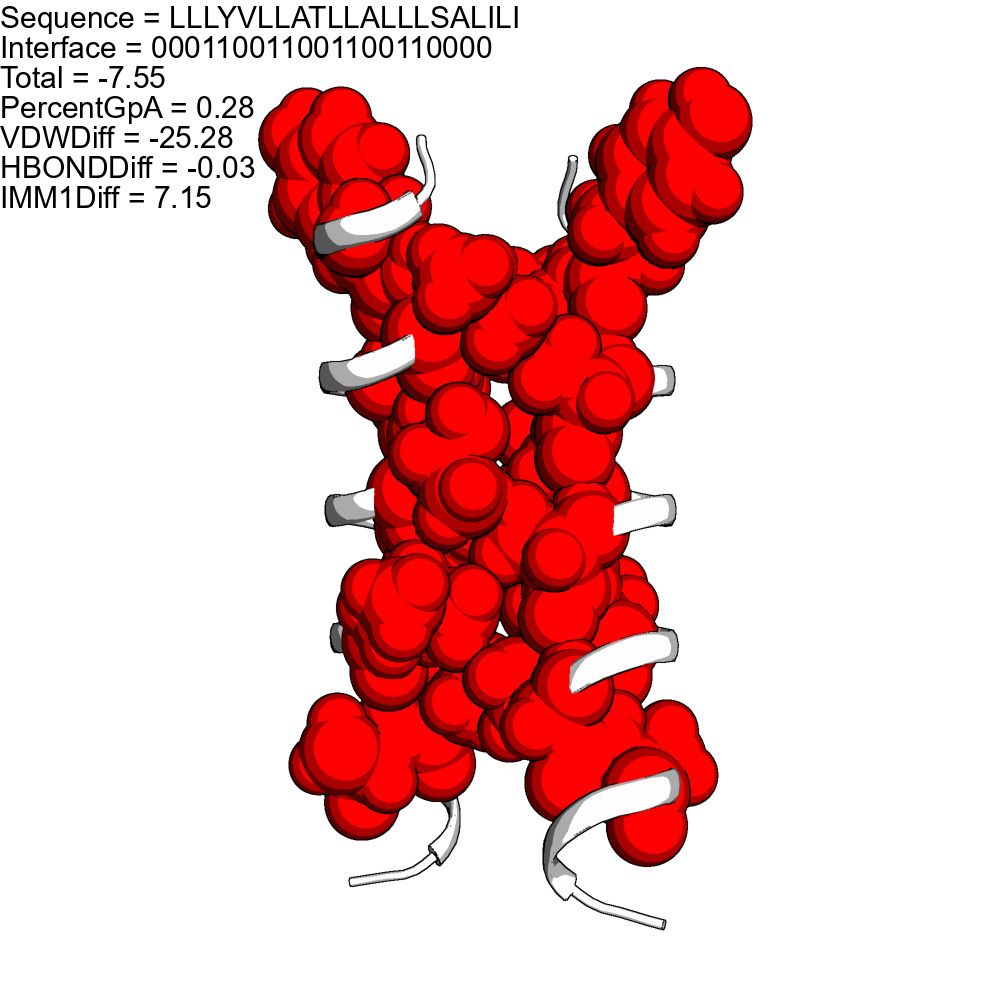 Sequence = LLLYVLLATLLALLLSALILI
Interface = 000110011001100110000
Total = -7.55
PercentGpA = 0.28
VDWDiff = -25.28
HBONDDiff = -0.03
IMM1Diff = 7.15